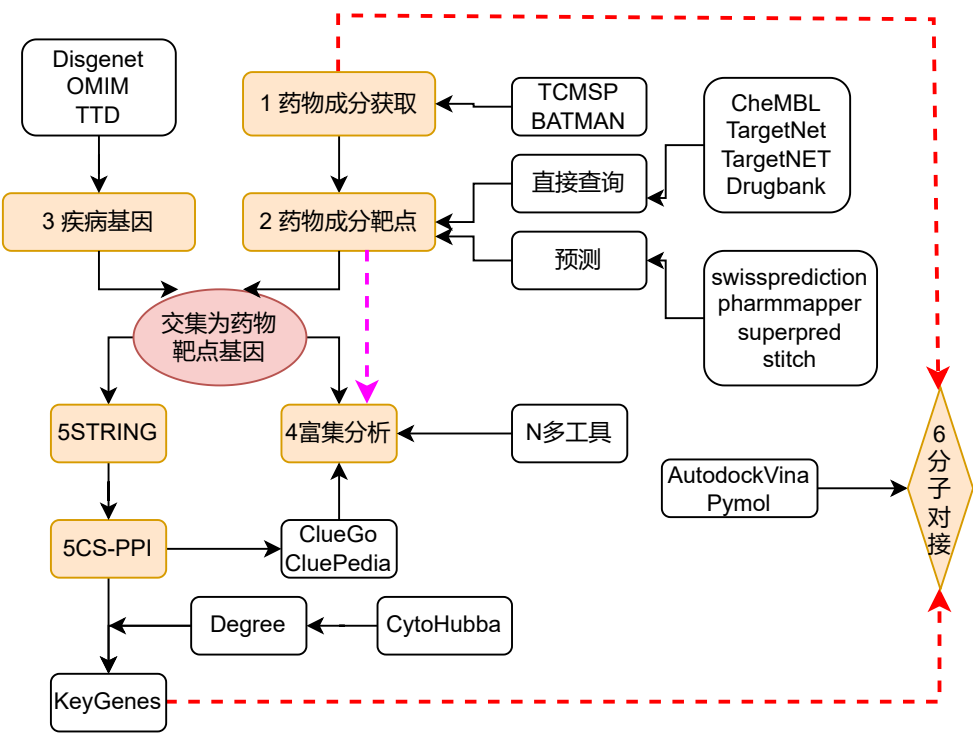 Disgenet
OMIM
TTD
1 药物成分获取
TCMSP
BATMAN
CheMBL
TargetNet
TargetNET
Drugbank
直接查询
3 疾病基因
2 药物成分靶点
预测
swissprediction
pharmmapper
superpred
stitch
交集为药物
靶点基因
5STRING
4富集分析
N多工具
6
分
子
对
接
AutodockVina
Pymol
5CS-PPI
ClueGo
CluePedia
Degree
CytoHubba
KeyGenes